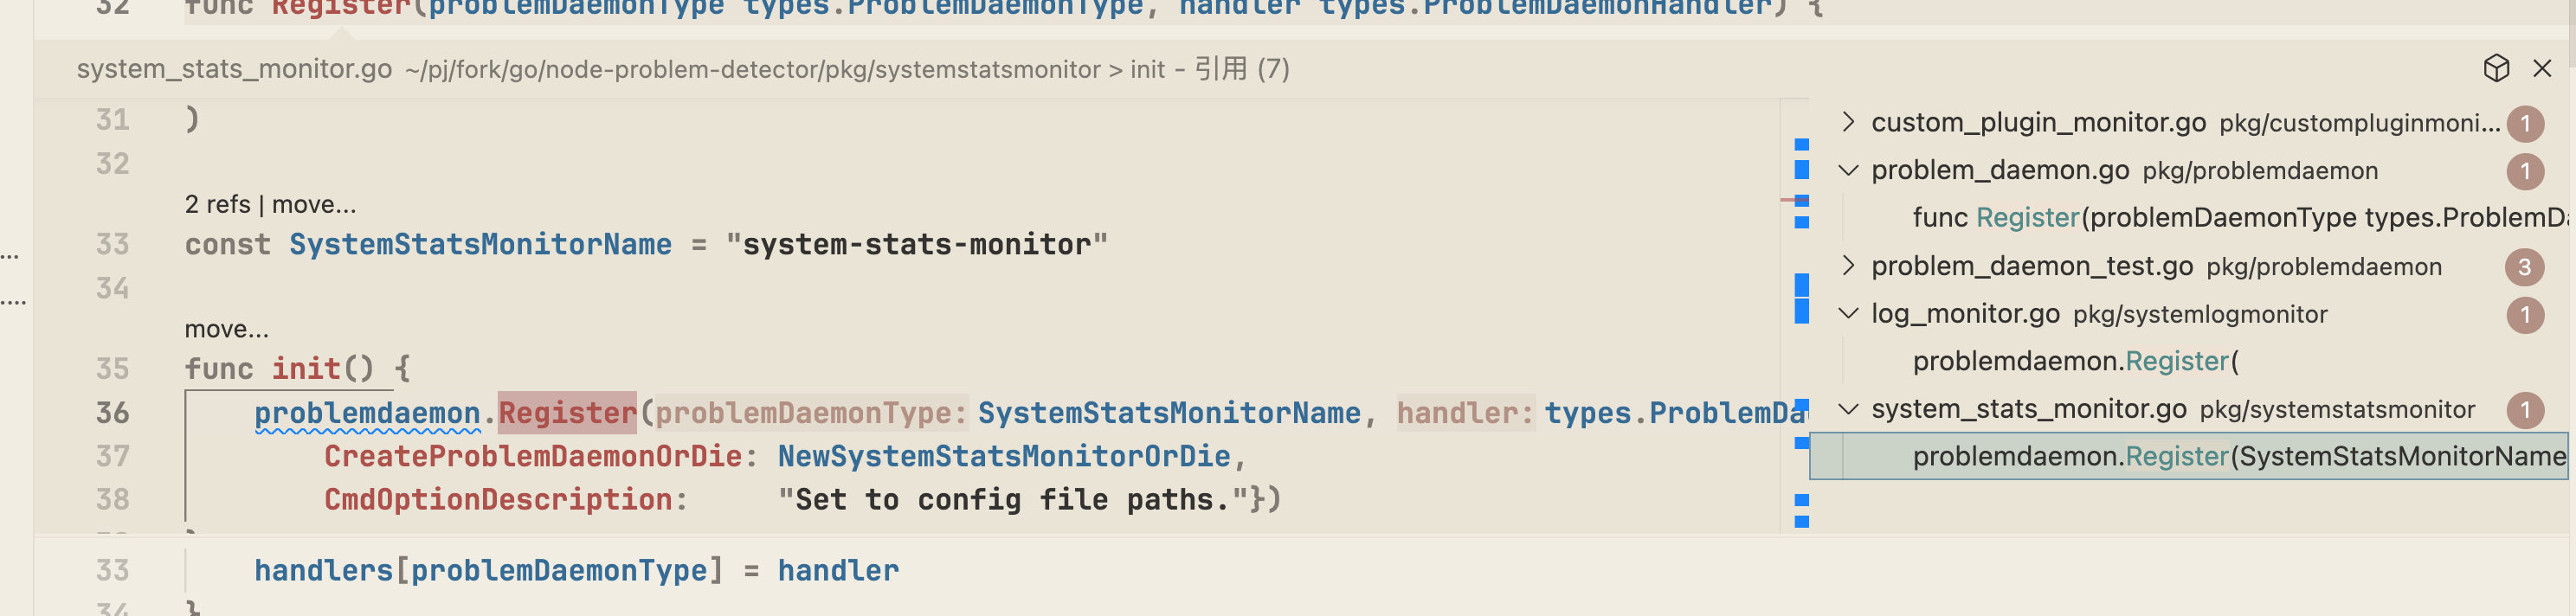 32 func Register(problemDaemonType types.ProblemDaemonType, handler types.ProblemDaemonHandler) {
system_stats_monitor.go ~/pj/fork/go/node-problem-detector/pkg/systemstatsmonitor > init - 引用 (7)
31 )
32
2 refs | move...
33 const SystemStatsMonitorName = "system-stats-monitor"
34
move...
35 func init() {
36 problemdaemon.Register(problemDaemonType: SystemStatsMonitorName, handler: types.ProblemDa
37 CreateProblemDaemonOrDie: NewSystemStatsMonitorOrDie,
38 CmdOptionDescription: "Set to config file paths."})
custom_plugin_monitor.go pkg/custompluginmoni... 1
problem_daemon.go pkg/problemdaemon 1
func Register(problemDaemonType types.ProblemDa
problem_daemon_test.go pkg/problemdaemon 3
log_monitor.go pkg/systemlogmonitor 1
problemdaemon.Register(
system_stats_monitor.go pkg/systemstatsmonitor 1
problemdaemon.Register(SystemStatsMonitorName
33 handlers[problemDaemonType] = handler
34 }